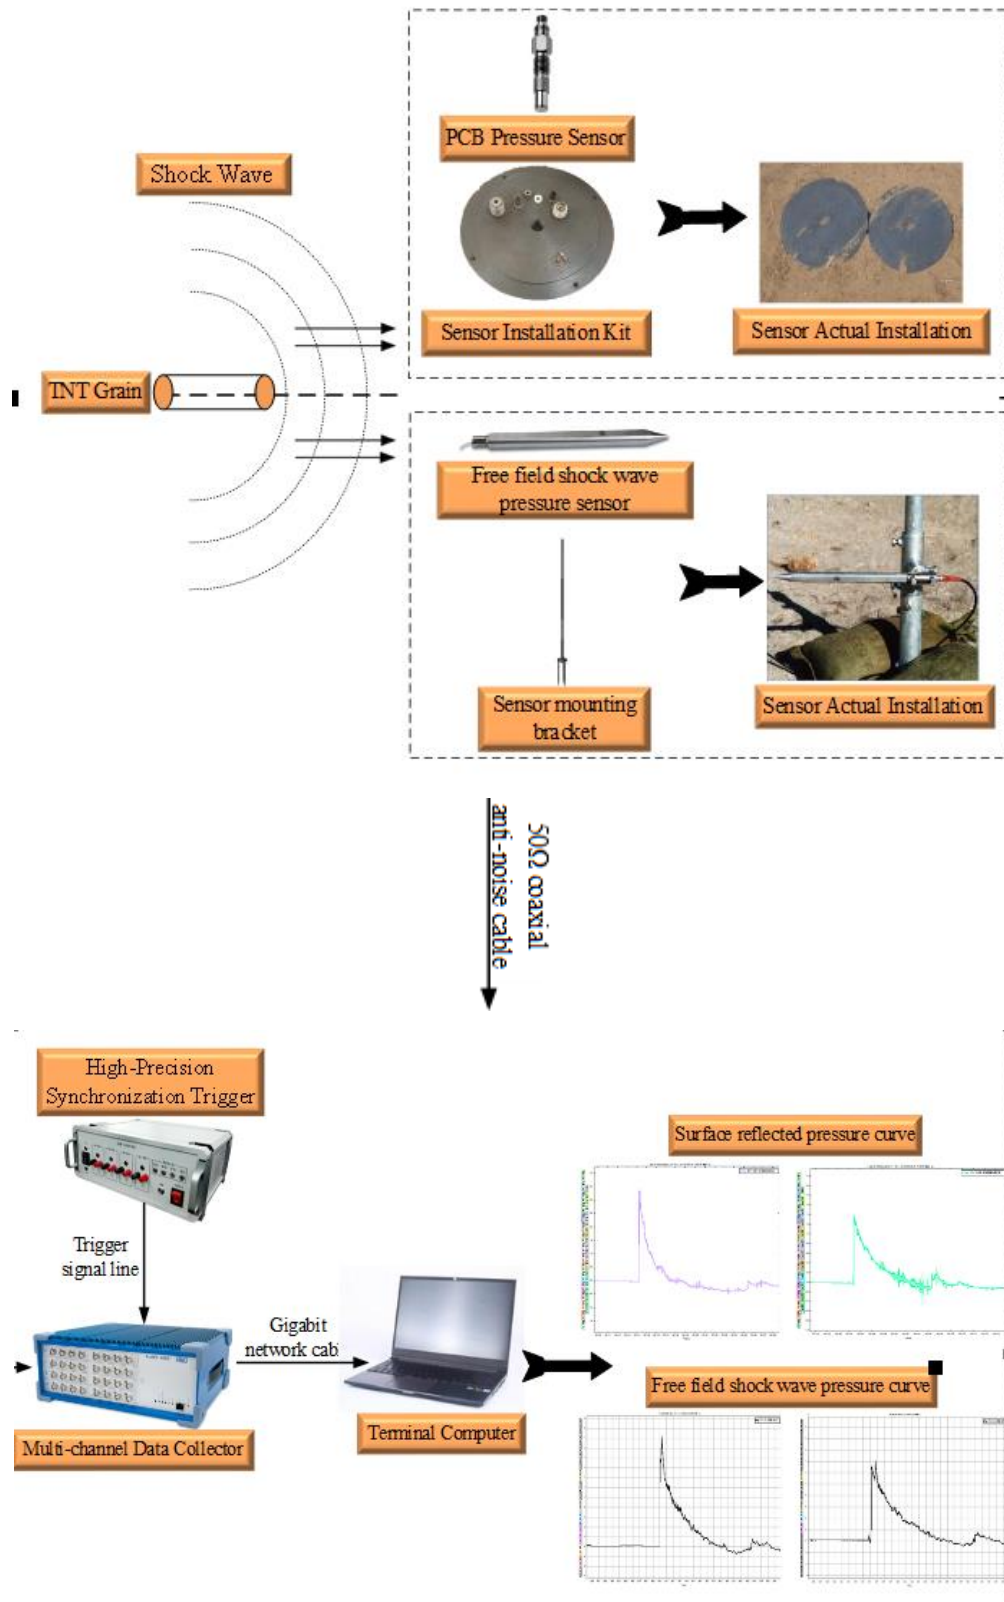 PCB Pressure Sensor
Shock Wave
Sensor Installation Kit
Sensor Actual Installation
TNT Grain
Free field shock wave
pressure sensor
Sensor mounting
bracket
Sensor Actual Installation
50Ω coaxial
anti-noise cable
High-Precision
Synchronization Trigger
Surface reflected pressure curve
Trigger
signal line
Gigabit
network cabl
Free field shock wave pressure curve
Terminal Computer
Multi-channel Data Collector